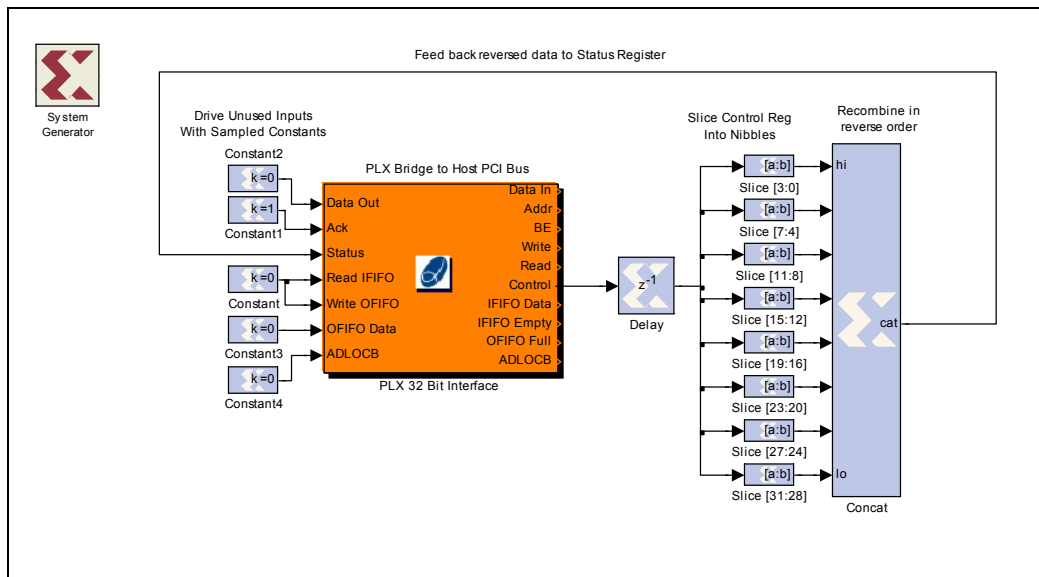 Feed back reversed data to Status Register
System
Generator
Drive Unused Inputs
With Sampled Constants
Constant2
k =0
k =1
Constant1
k =0
Constant
k =0
Constant3
k =0
Constant4
PLX Bridge to Host PCI Bus
Data Out
Ack
Status
Read IFIFO
Write OFIFO
OFIFO Data
ADLOCB
Data In
Addr
BE
Write
Read
Control
IFIFO Data
IFIFO Empty
OFIFO Full
ADLOCB
PLX 32 Bit Interface
z-1
Delay
Slice Control Reg
Into Nibbles
[a:b]
Slice [3:0]
[a:b]
Slice [7:4]
[a:b]
Slice [11:8]
[a:b]
Slice [15:12]
[a:b]
Slice [19:16]
[a:b]
Slice [23:20]
[a:b]
Slice [27:24]
[a:b]
Slice [31:28]
Recombine in
reverse order
hi
cat
lo
Concat